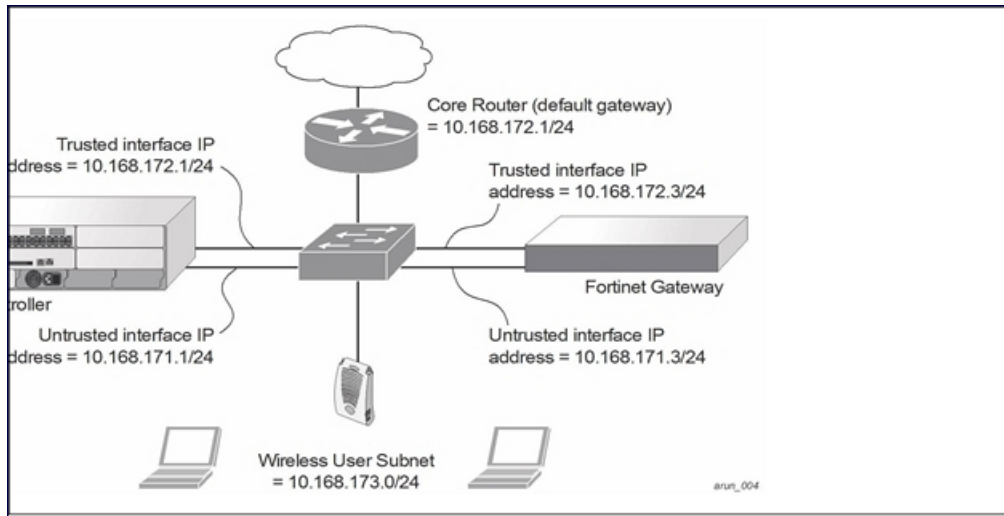 Core Router (default gateway)
= 10.168.172.1/24
Trusted interface IP
address = 10.168.172.1/24
Trusted interface IP
address = 10.168.172.3/24
Fortinet Gateway
troller
Untrusted interface IP
address = 10.168.171.1/24
Untrusted interface IP
address = 10.168.171.3/24
Wireless User Subnet
= 10.168.173.0/24
arun_004